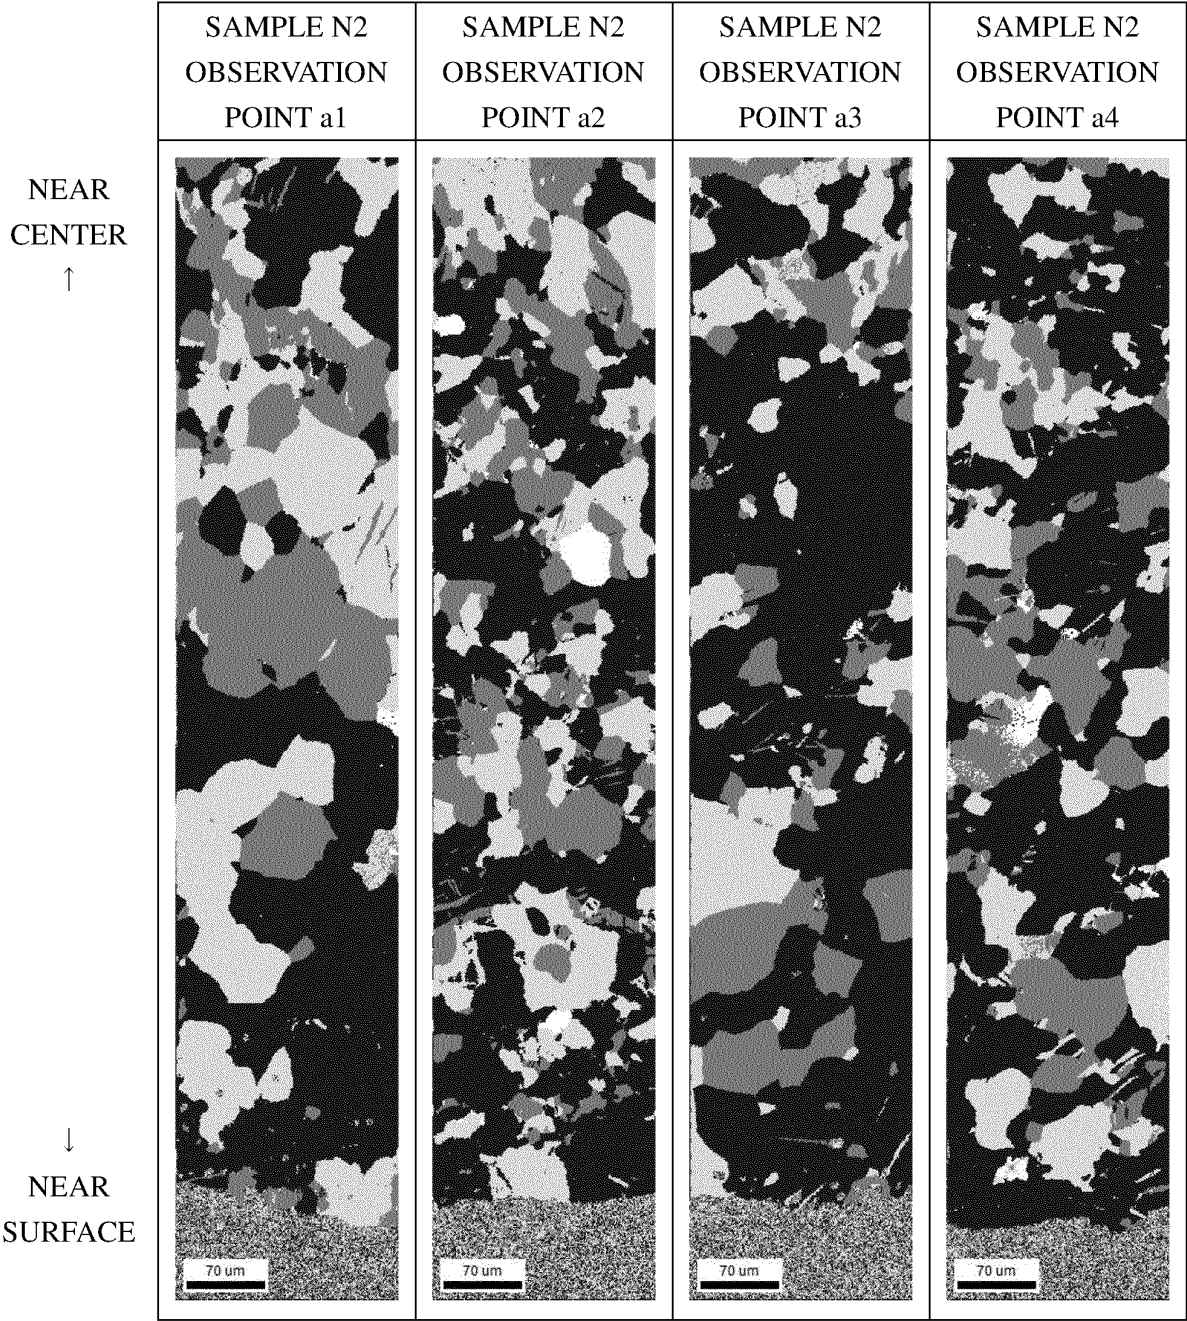 SAMPLE N2
OBSERVATION
POINT a1
SAMPLE N2
OBSERVATION
POINT a2
SAMPLE N2
OBSERVATION
POINT a3
SAMPLE N2
OBSERVATION
POINT a4
NEAR
CENTER
↑
↓
NEAR
SURFACE
70 um
70 um
70 um
70 um